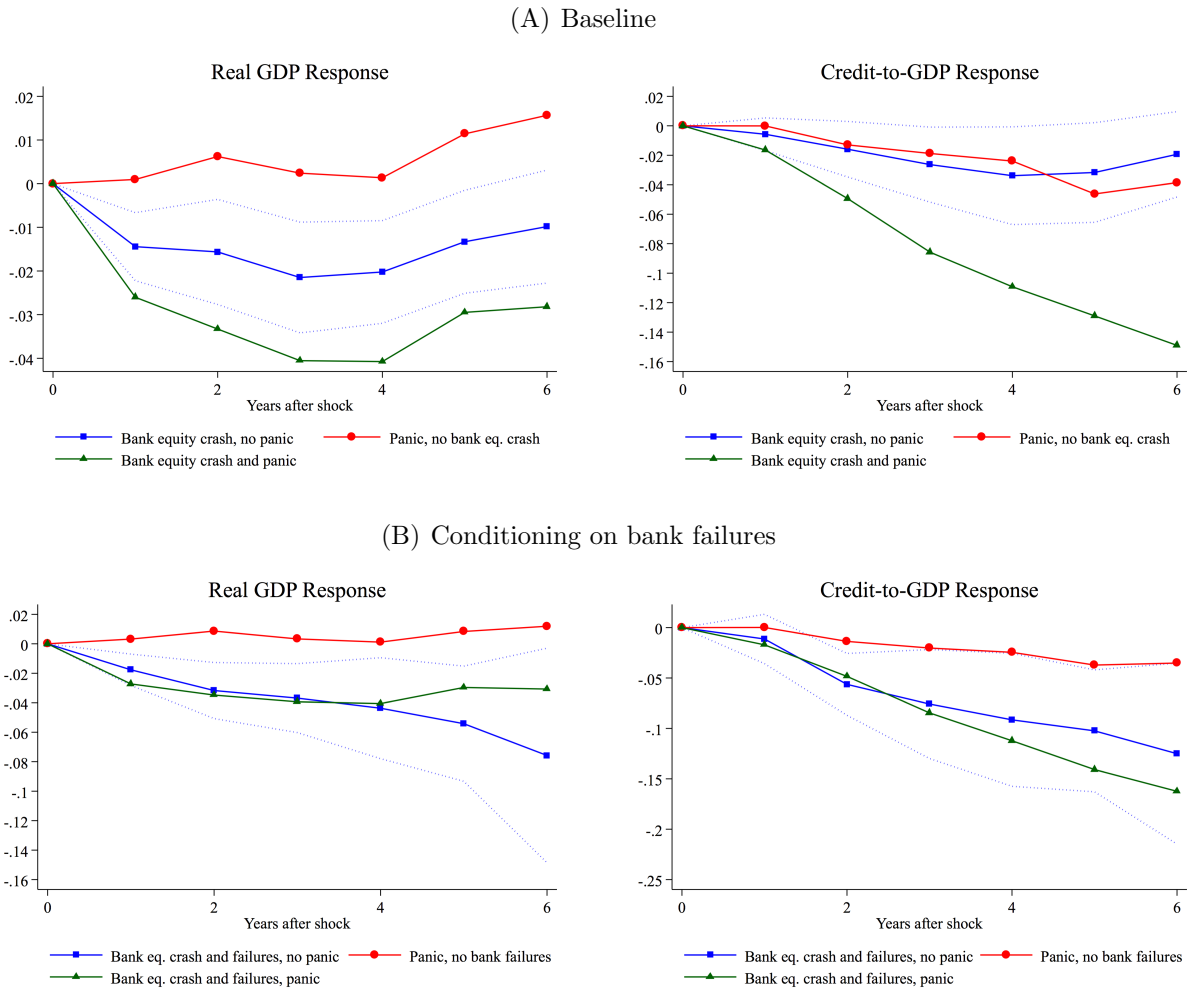 (A) Baseline
Real GDP Response
.02
.01
0
-.01
-.02
-.03
-.04
0
2
4
6
Years after shock
Bank equity crash, no panic
Panic, no bank eq. crash
Bank equity crash and panic
Credit-to-GDP Response
.02
0
-.02
-.04
-.06
-.08
-.1
-.12
-.14
-.16
0
2
4
6
Years after shock
Bank equity crash, no panic
Panic, no bank eq. crash
Bank equity crash and panic
(B) Conditioning on bank failures
Real GDP Response
.02
0
-.02
-.04
-.06
-.08
-.1
-.12
-.14
-.16
0
2
4
6
Years after shock
Bank eq. crash and failures, no panic
Panic, no bank failures
Bank eq. crash and failures, panic
Credit-to-GDP Response
0
-.05
-.1
-.15
-.2
-.25
0
2
4
6
Years after shock
Bank eq. crash and failures, no panic
Panic, no bank failures
Bank eq. crash and failures, panic